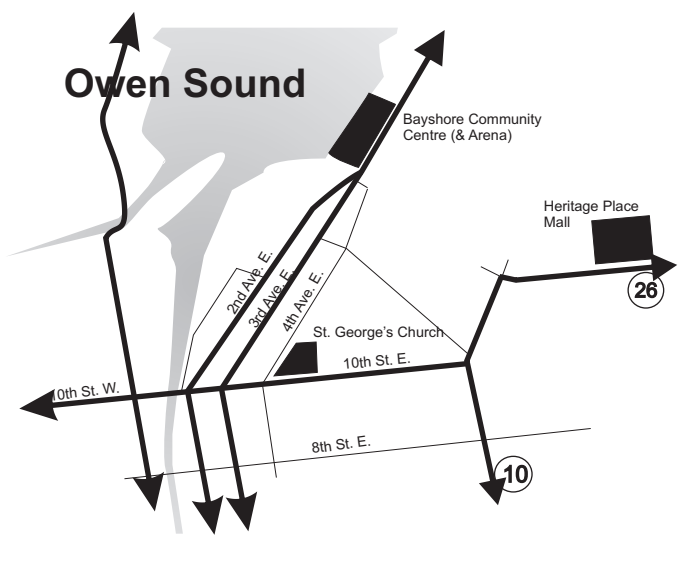 Owen Sound
Bayshore Community
Centre (& Arena)
Heritage Place
Mall
26
2nd Ave. E.
3rd Ave. E.
4th Ave. E.
St. George's Church
10th St. E.
10th St. W.
8th St. E.
10